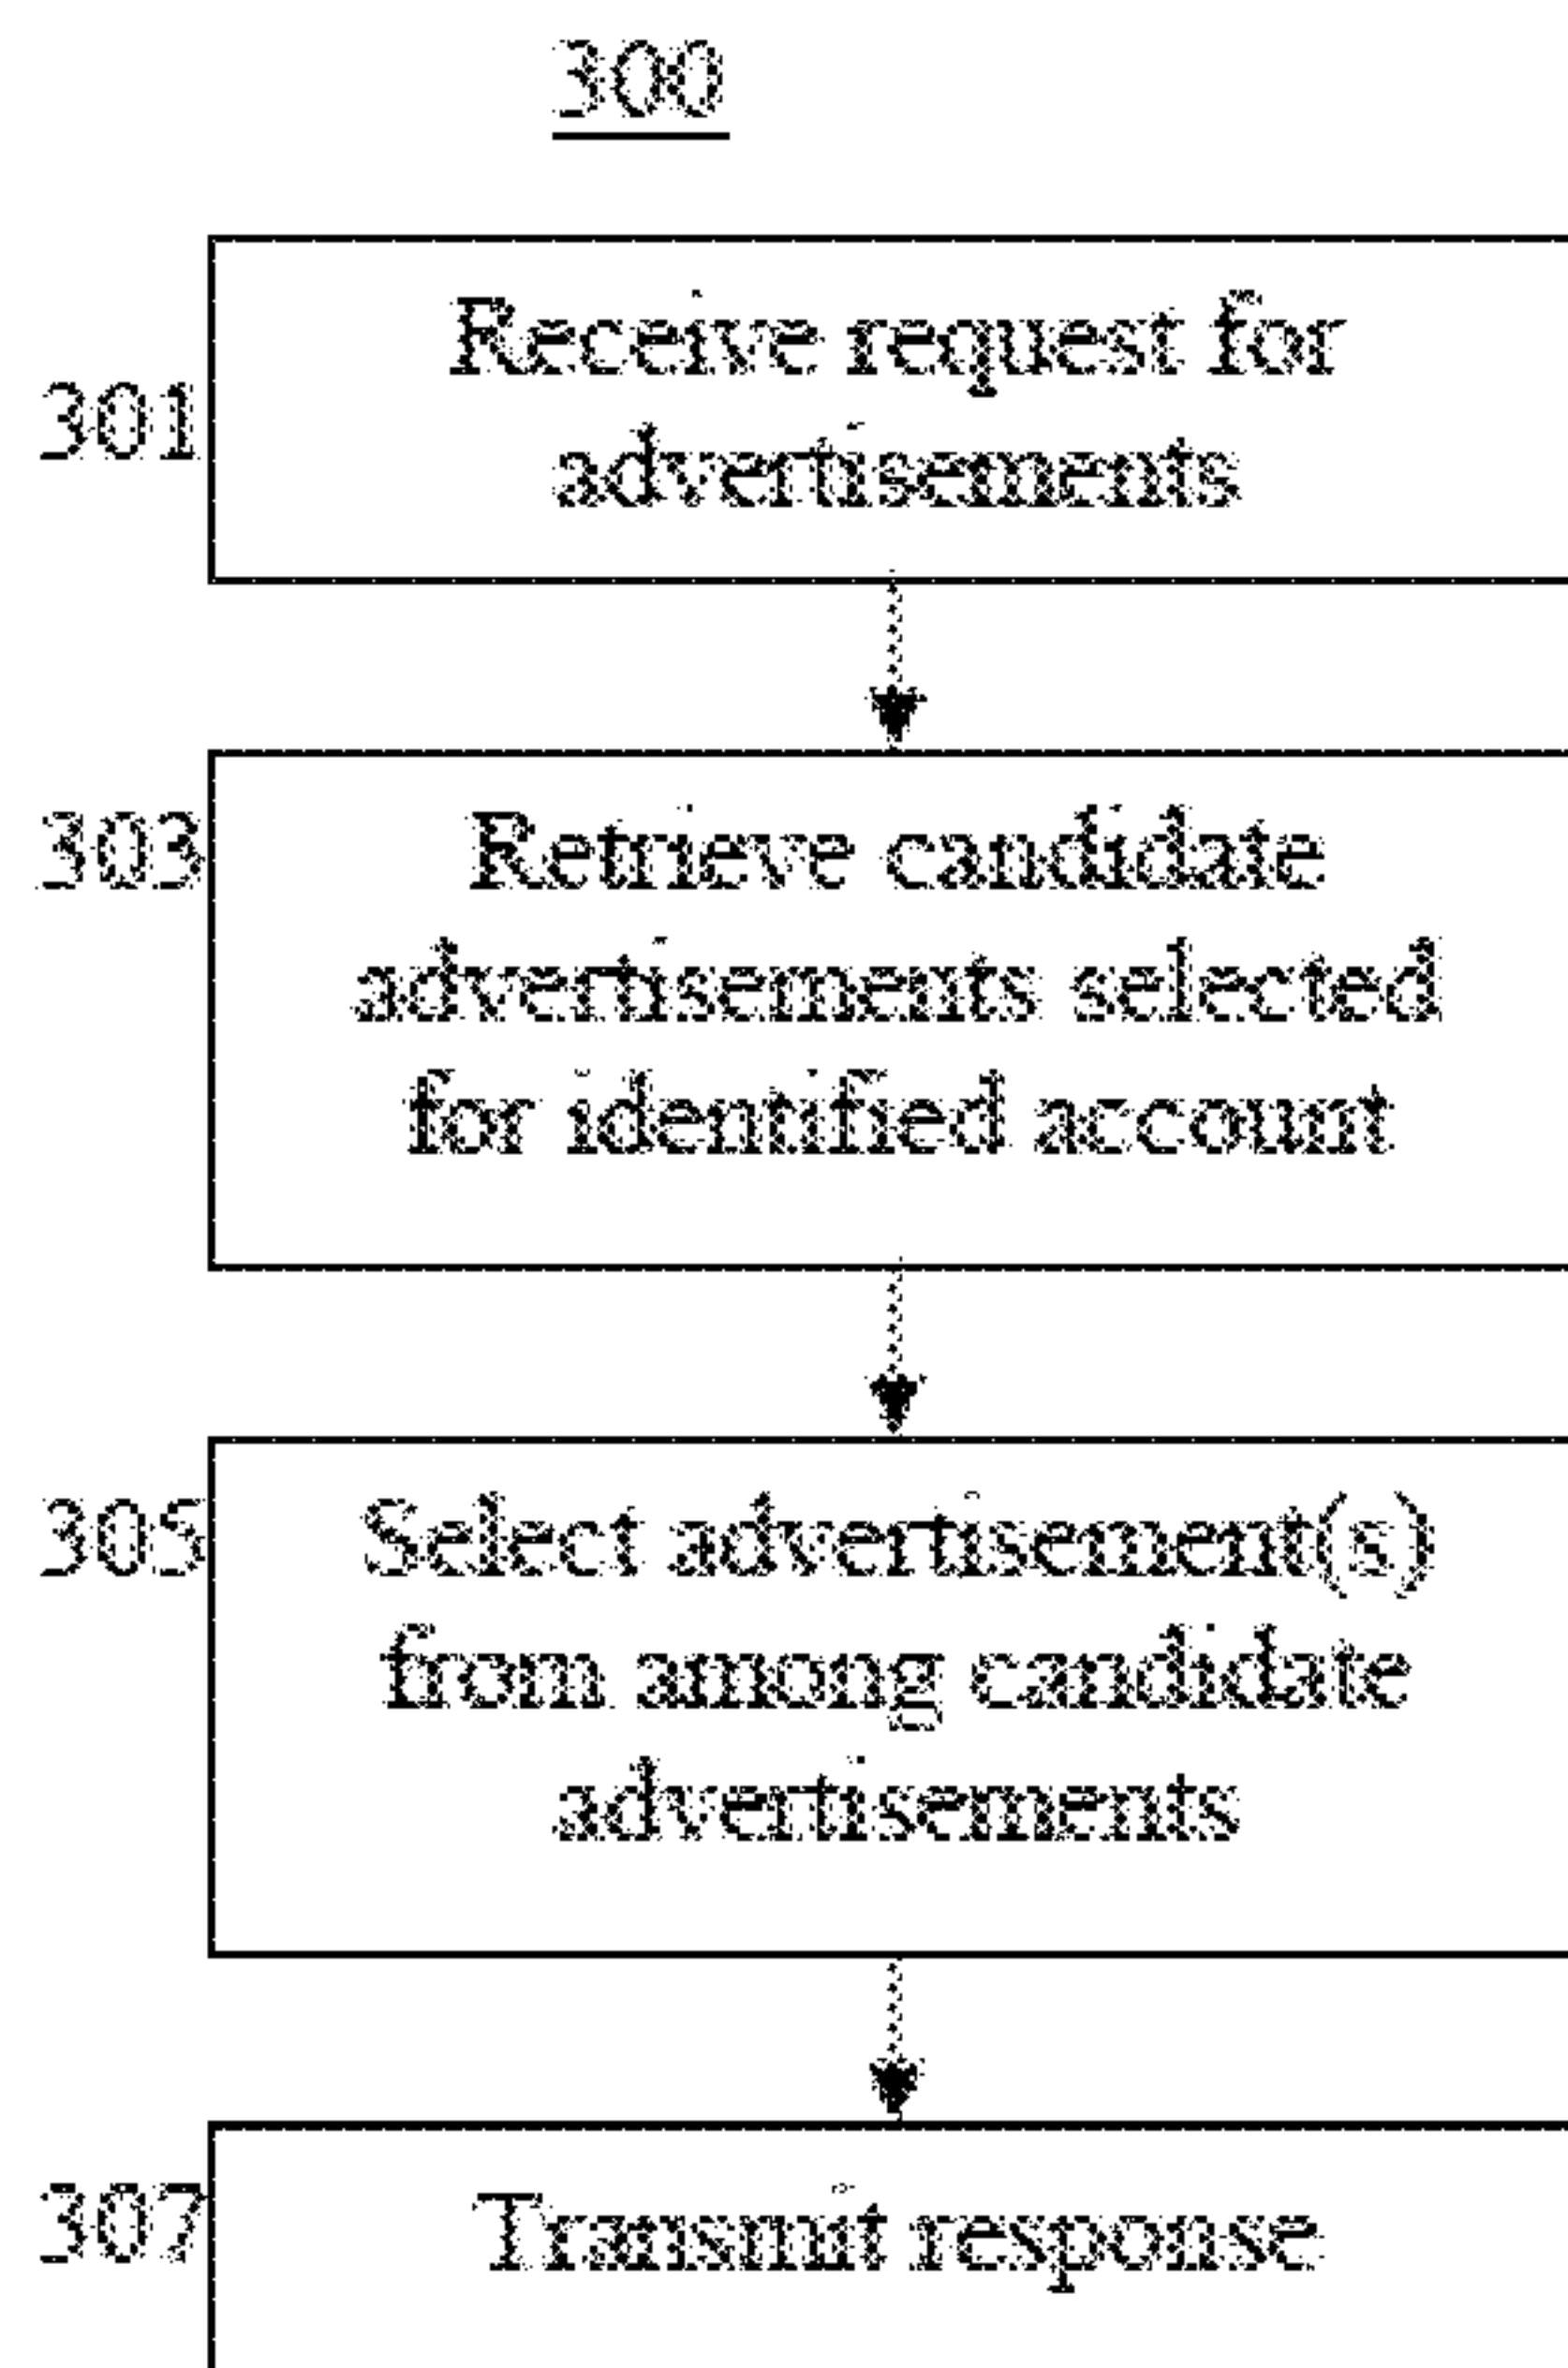 300
301
Receive request for
advertisements
303
Retrieve candidate
advertisements selected
for identified account
305
Select advertisement(s)
from among candidate
advertisements
307
Transmit response